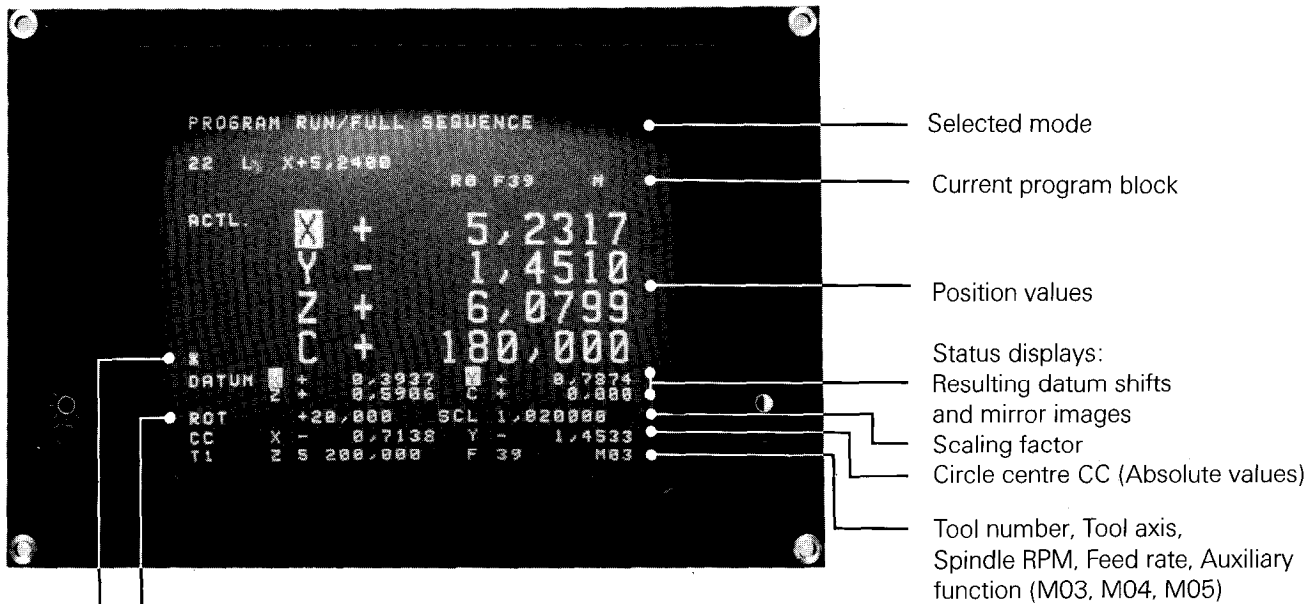 PROGRAM RUN/FULL SEQUENCE
22 L X+5,2400
R0 F39 M
ACTL. X + 5,2317
Y - 1,4510
Z + 6,0799
C + 180,000
DATUM X + 0,3937 Y + 0,7874
Z + 0,5906 C + 0,000
ROT +20,000 SCL 1,020000
CC X - 0,7138 Y - 1,4533
T1 Z S 200,000 F 39 M03
Selected mode
Current program block
Position values
Status displays:
Resulting datum shifts
and mirror images
Scaling factor
Circle centre CC (Absolute values)
Tool number, Tool axis,
Spindle RPM, Feed rate, Auxiliary
function (M03, M04, M05)